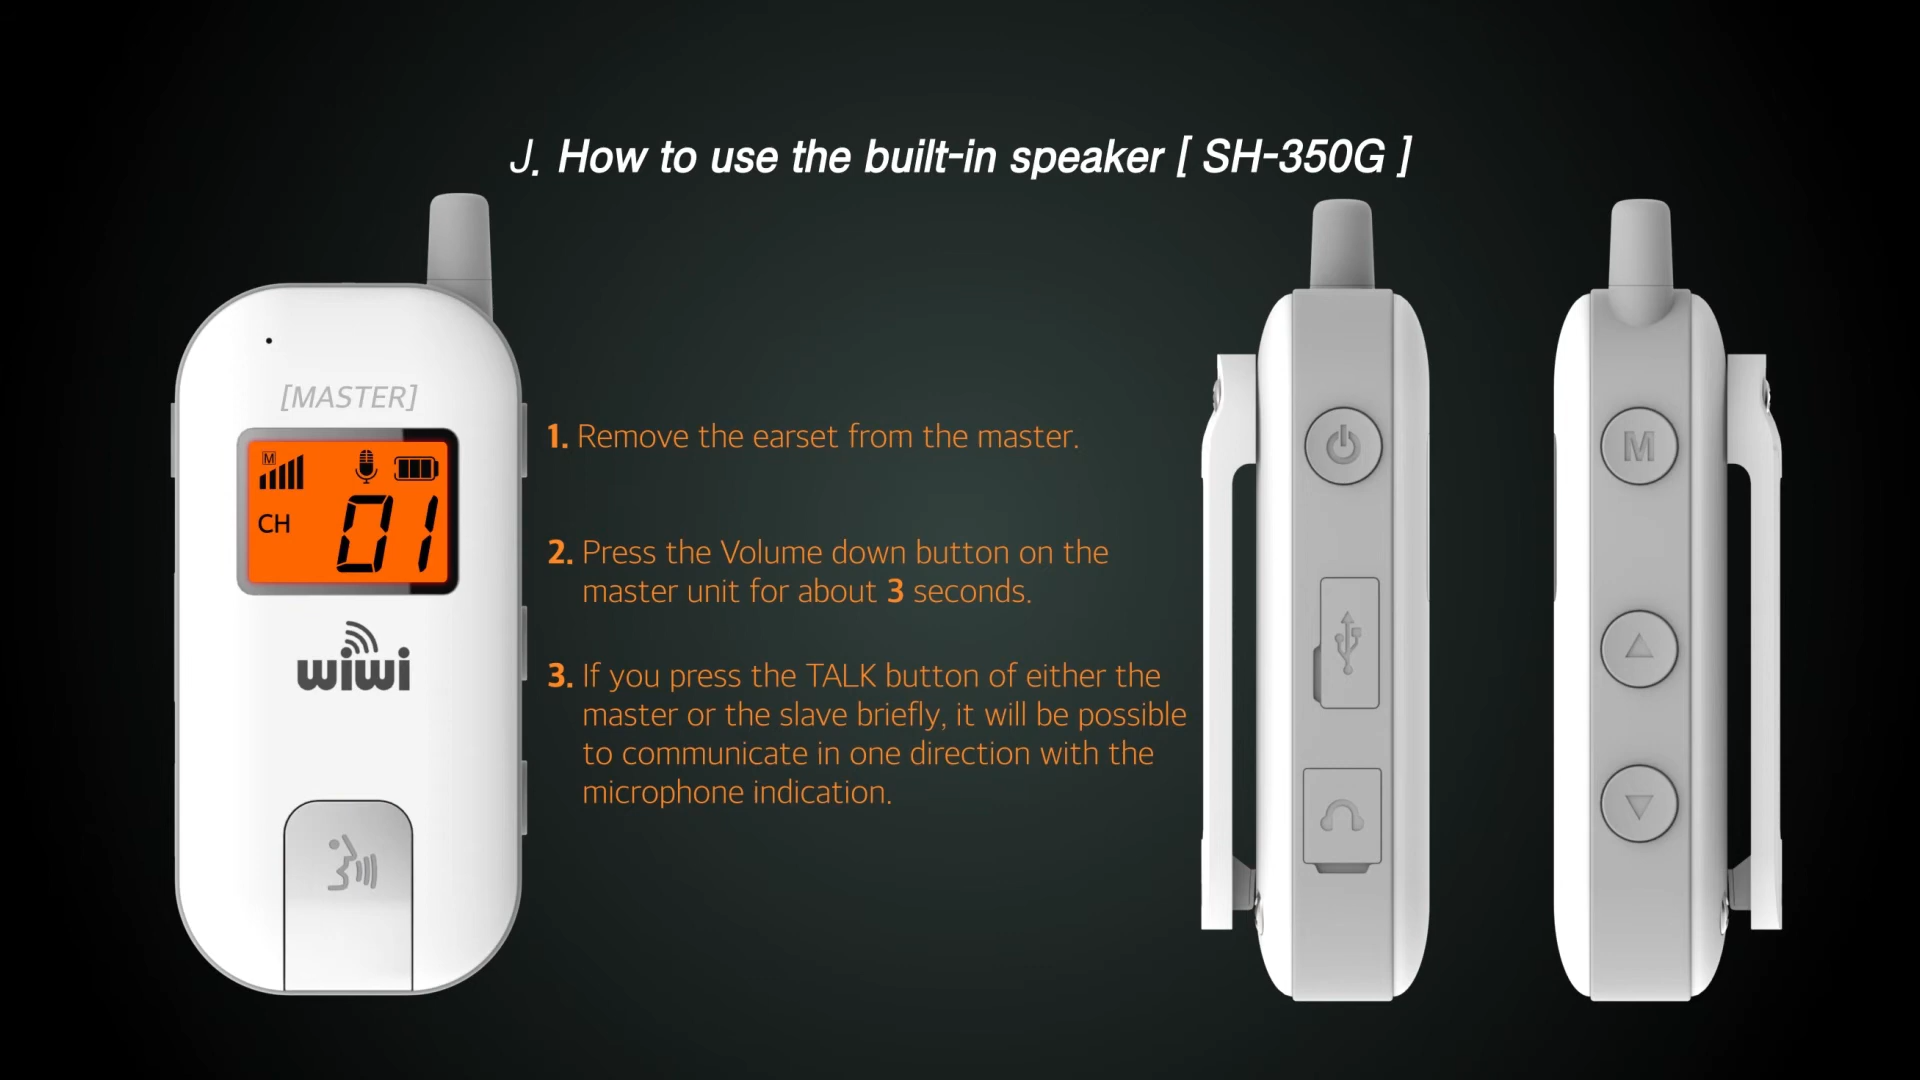 J. How to use the built-in speaker [ SH-350G ]
[MASTER]
M
CH
01
wiwi
1. Remove the earset from the master.
2. Press the Volume down button on the
master unit for about 3 seconds.
3. If you press the TALK button of either the
master or the slave briefly, it will be possible
to communicate in one direction with the
microphone indication.
M